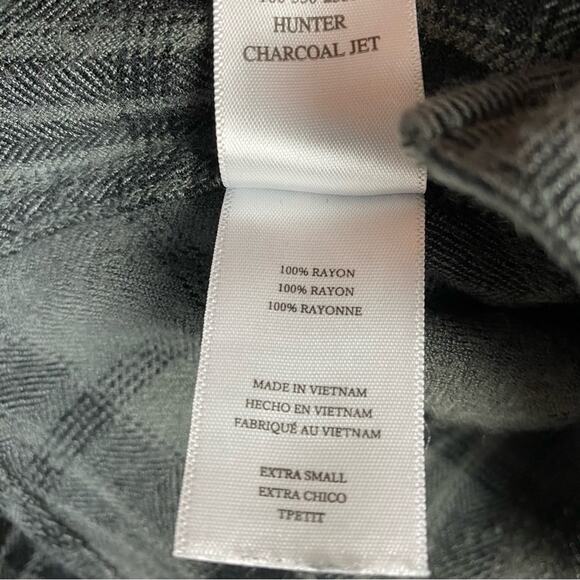 HUNTER
CHARCOAL JET
100% RAYON
100% RAYON
100% RAYONNE
MADE IN VIETNAM
HECHO EN VIETNAM
FABRIQUÉ AU VIETNAM
EXTRA SMALL
EXTRA CHICO
TPETIT